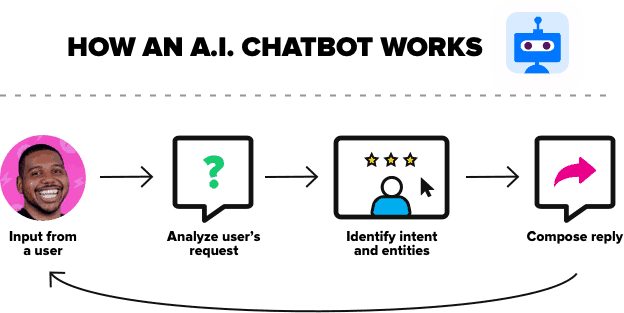 HOW AN A.I. CHATBOT WORKS
Input from
a user
Analyze user's
request
Identify intent
and entities
Compose reply